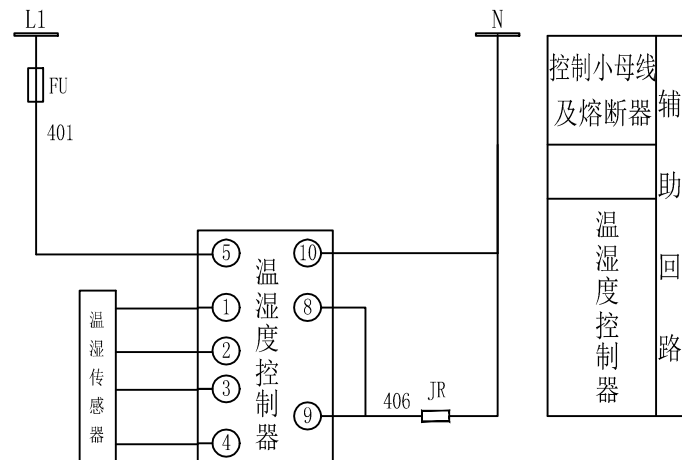 L1
N
FU
401
控制小母线
及熔断器
辅助回路
温湿度控制器
5
10
1
8
2
3
9
4
温湿度控制器
温湿传感器
406
JR